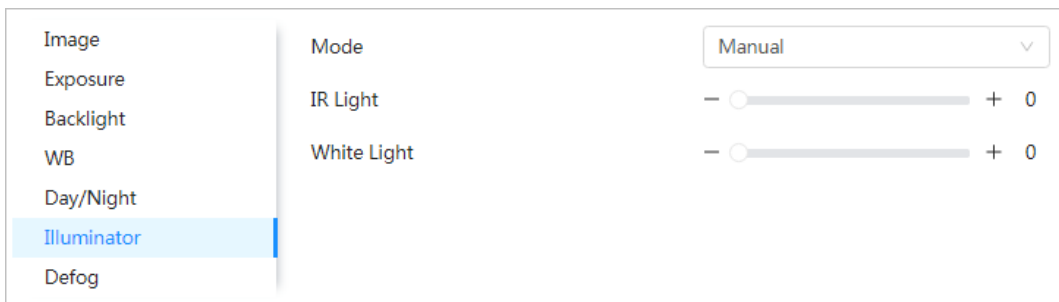 Image
Exposure
Backlight
WB
Day/Night
Illuminator
Defog
Mode Manual
IR Light − + 0
White Light − + 0